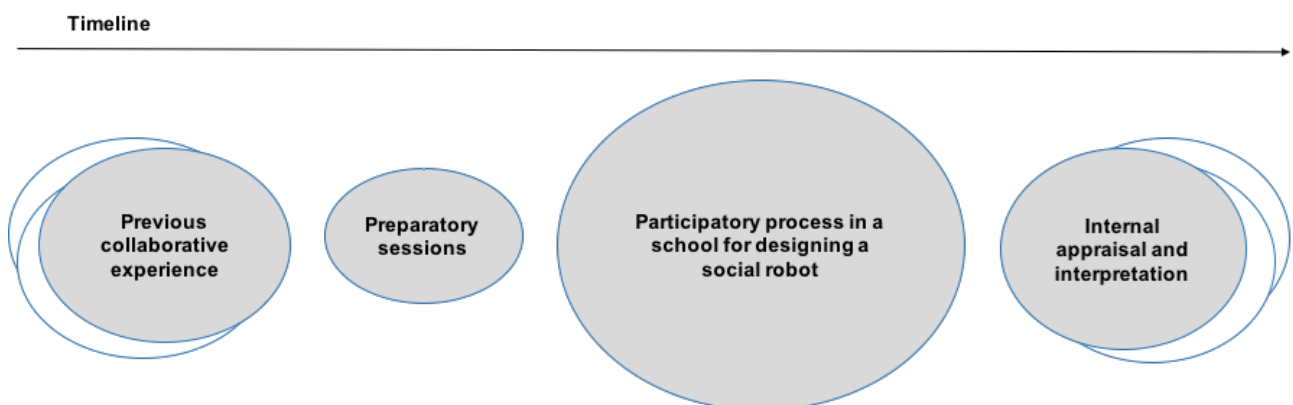 Timeline
Previous
collaborative
experience
Preparatory
sessions
Participatory process in a
school for designing a
social robot
Internal
appraisal and
interpretation